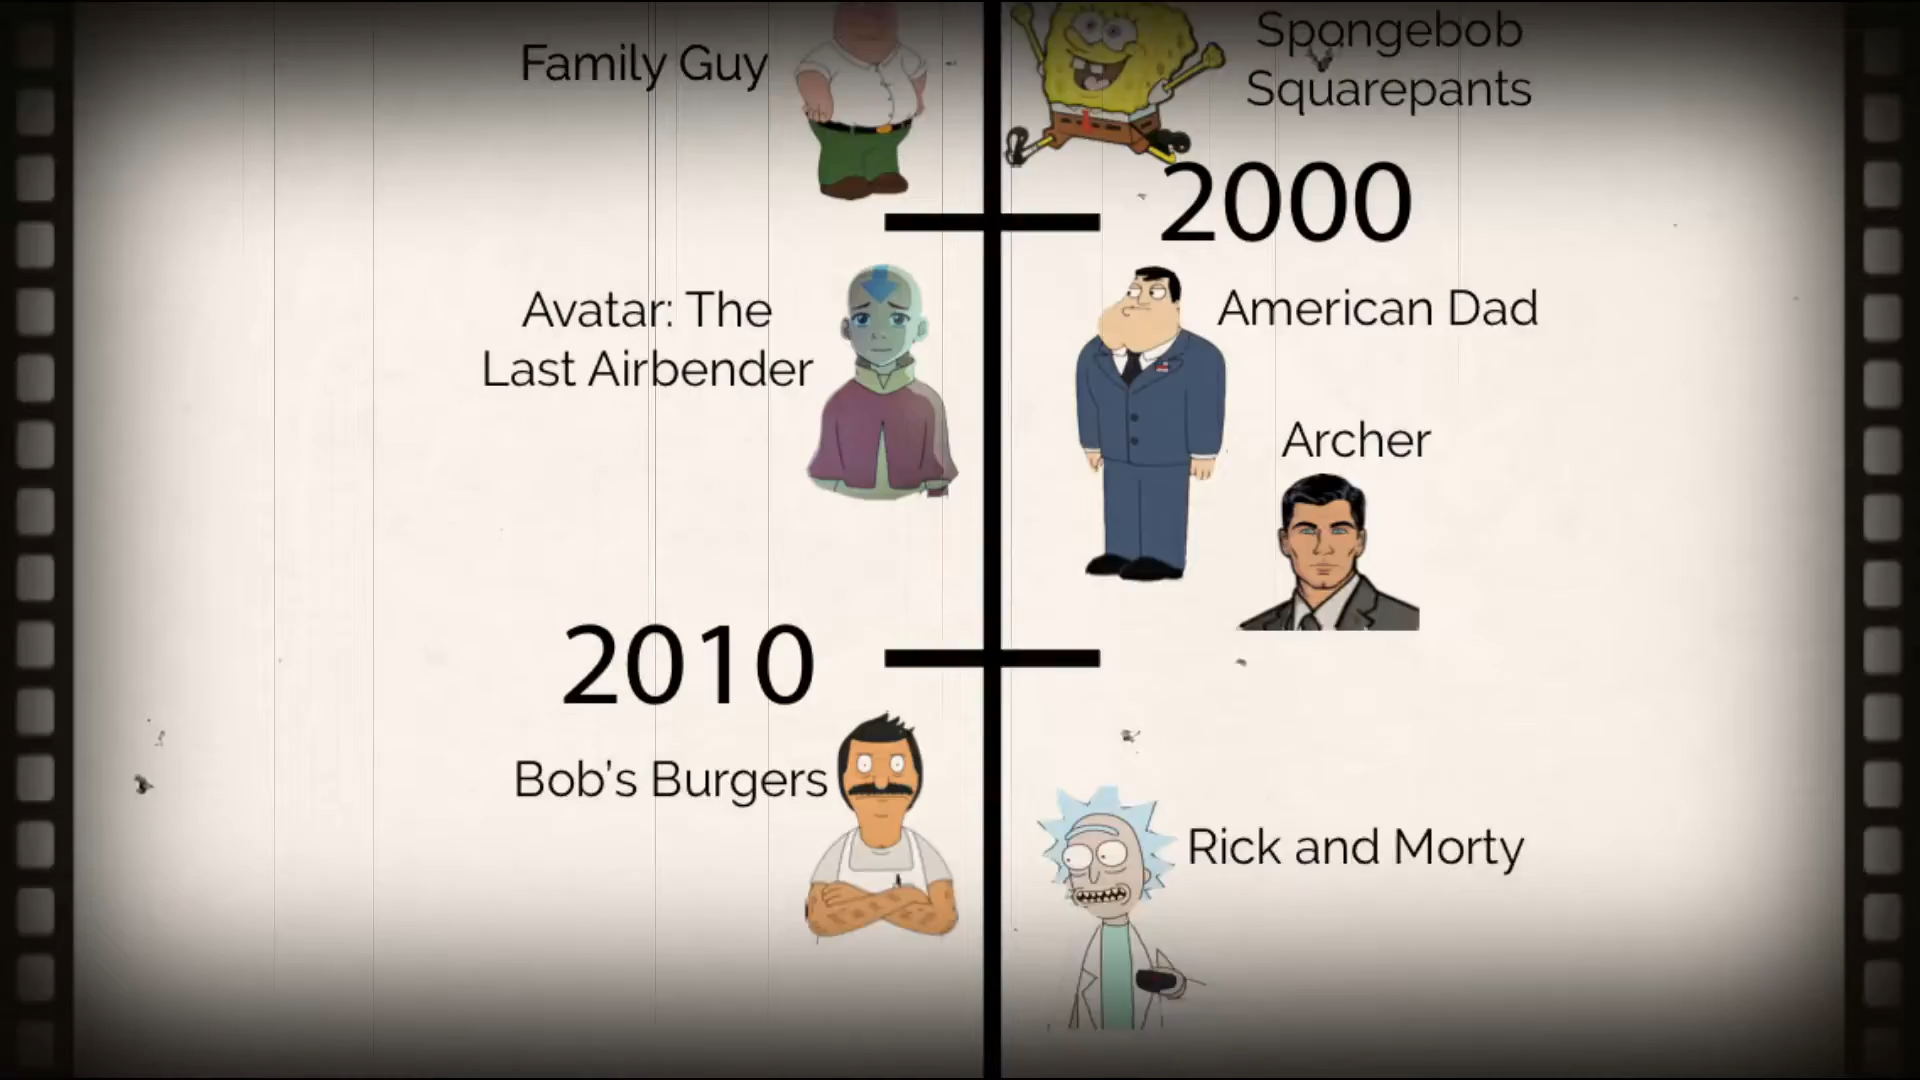 Family Guy
Spongebob
Squarepants
2000
Avatar: The
Last Airbender
American Dad
Archer
2010
Bob's Burgers
Rick and Morty